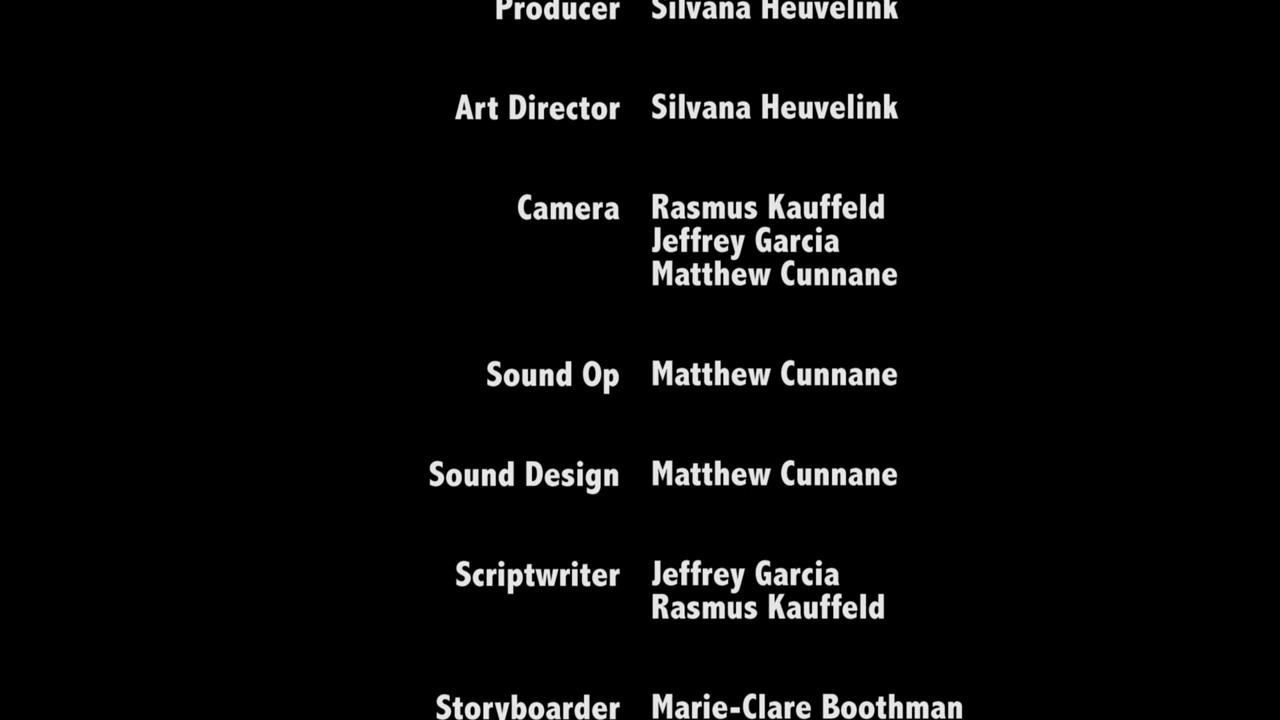 Producer Silvana Heuvelink
Art Director Silvana Heuvelink
Camera Rasmus Kauffeld
Jeffrey Garcia
Matthew Cunnane
Sound Op Matthew Cunnane
Sound Design Matthew Cunnane
Scriptwriter Jeffrey Garcia
Rasmus Kauffeld
Storyboarder Marie-Clare Boothman